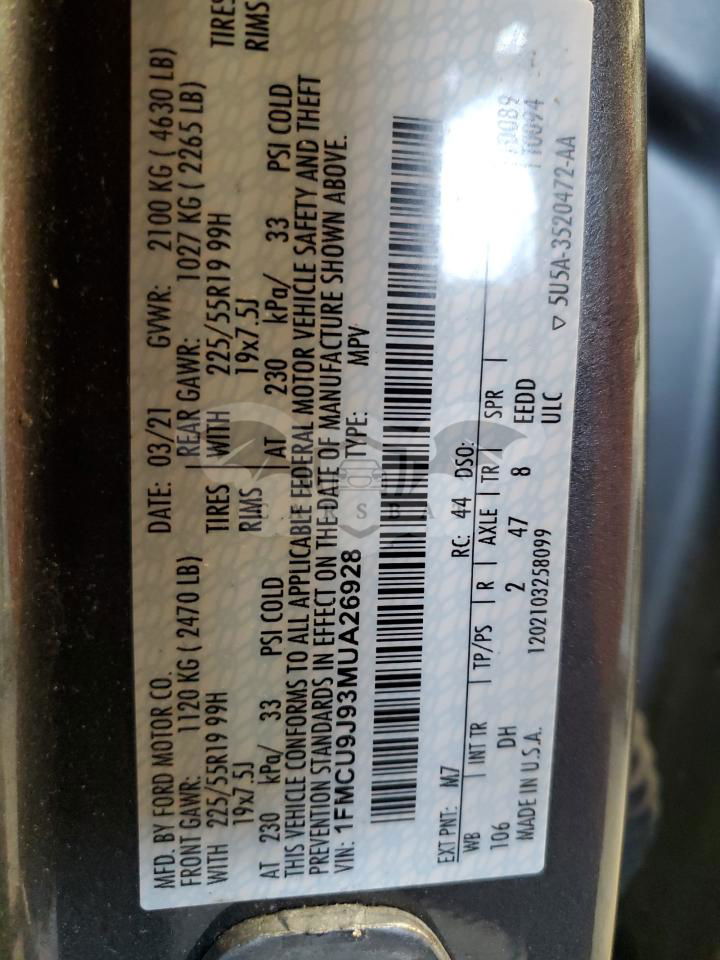 MFD. BY FORD MOTOR CO. DATE: 03/21 GVWR: 2100 KG ( 4630 LB)
FRONT GAWR: 1120 KG ( 2470 LB) REAR GAWR: 1027 KG ( 2265 LB)
WITH 225/55R19 99H TIRES WITH 225/55R19 99H TIRES
19x7.5J RIMS 19x7.5J RIMS
AT 230 kPa/ 33 PSI COLD AT 230 kPa/ 33 PSI COLD
THIS VEHICLE CONFORMS TO ALL APPLICABLE FEDERAL MOTOR VEHICLE SAFETY AND THEFT
PREVENTION STANDARDS IN EFFECT ON THE DATE OF MANUFACTURE SHOWN ABOVE.
VIN: 1FMCU9J93MUA26928 TYPE: MPV
EXT PNT: M7 RC: 44 DSO:
WB INT TR TP/PS R AXLE TR SPR
106 DH 2 47 8 EEDD
MADE IN U.S.A. 1202103258099 ULC
5U5A-3520472-AA